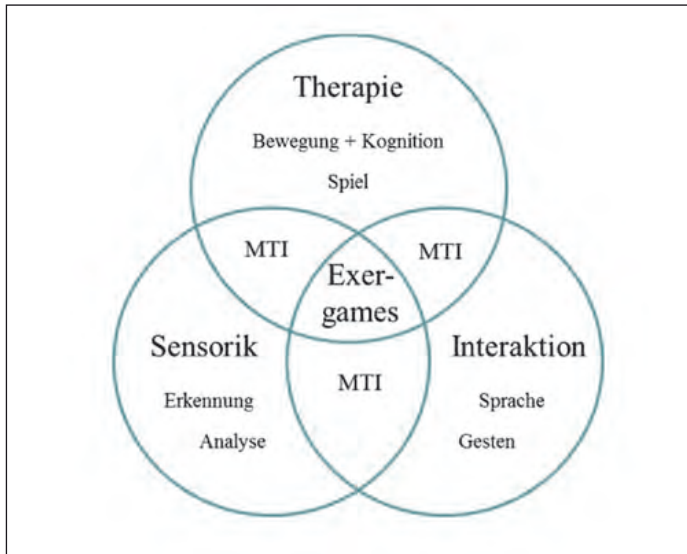 Therapie
Bewegung + Kognition
Spiel
MTI
MTI
Exer-
games
Sensorik
Interaktion
MTI
Erkennung
Sprache
Analyse
Gesten